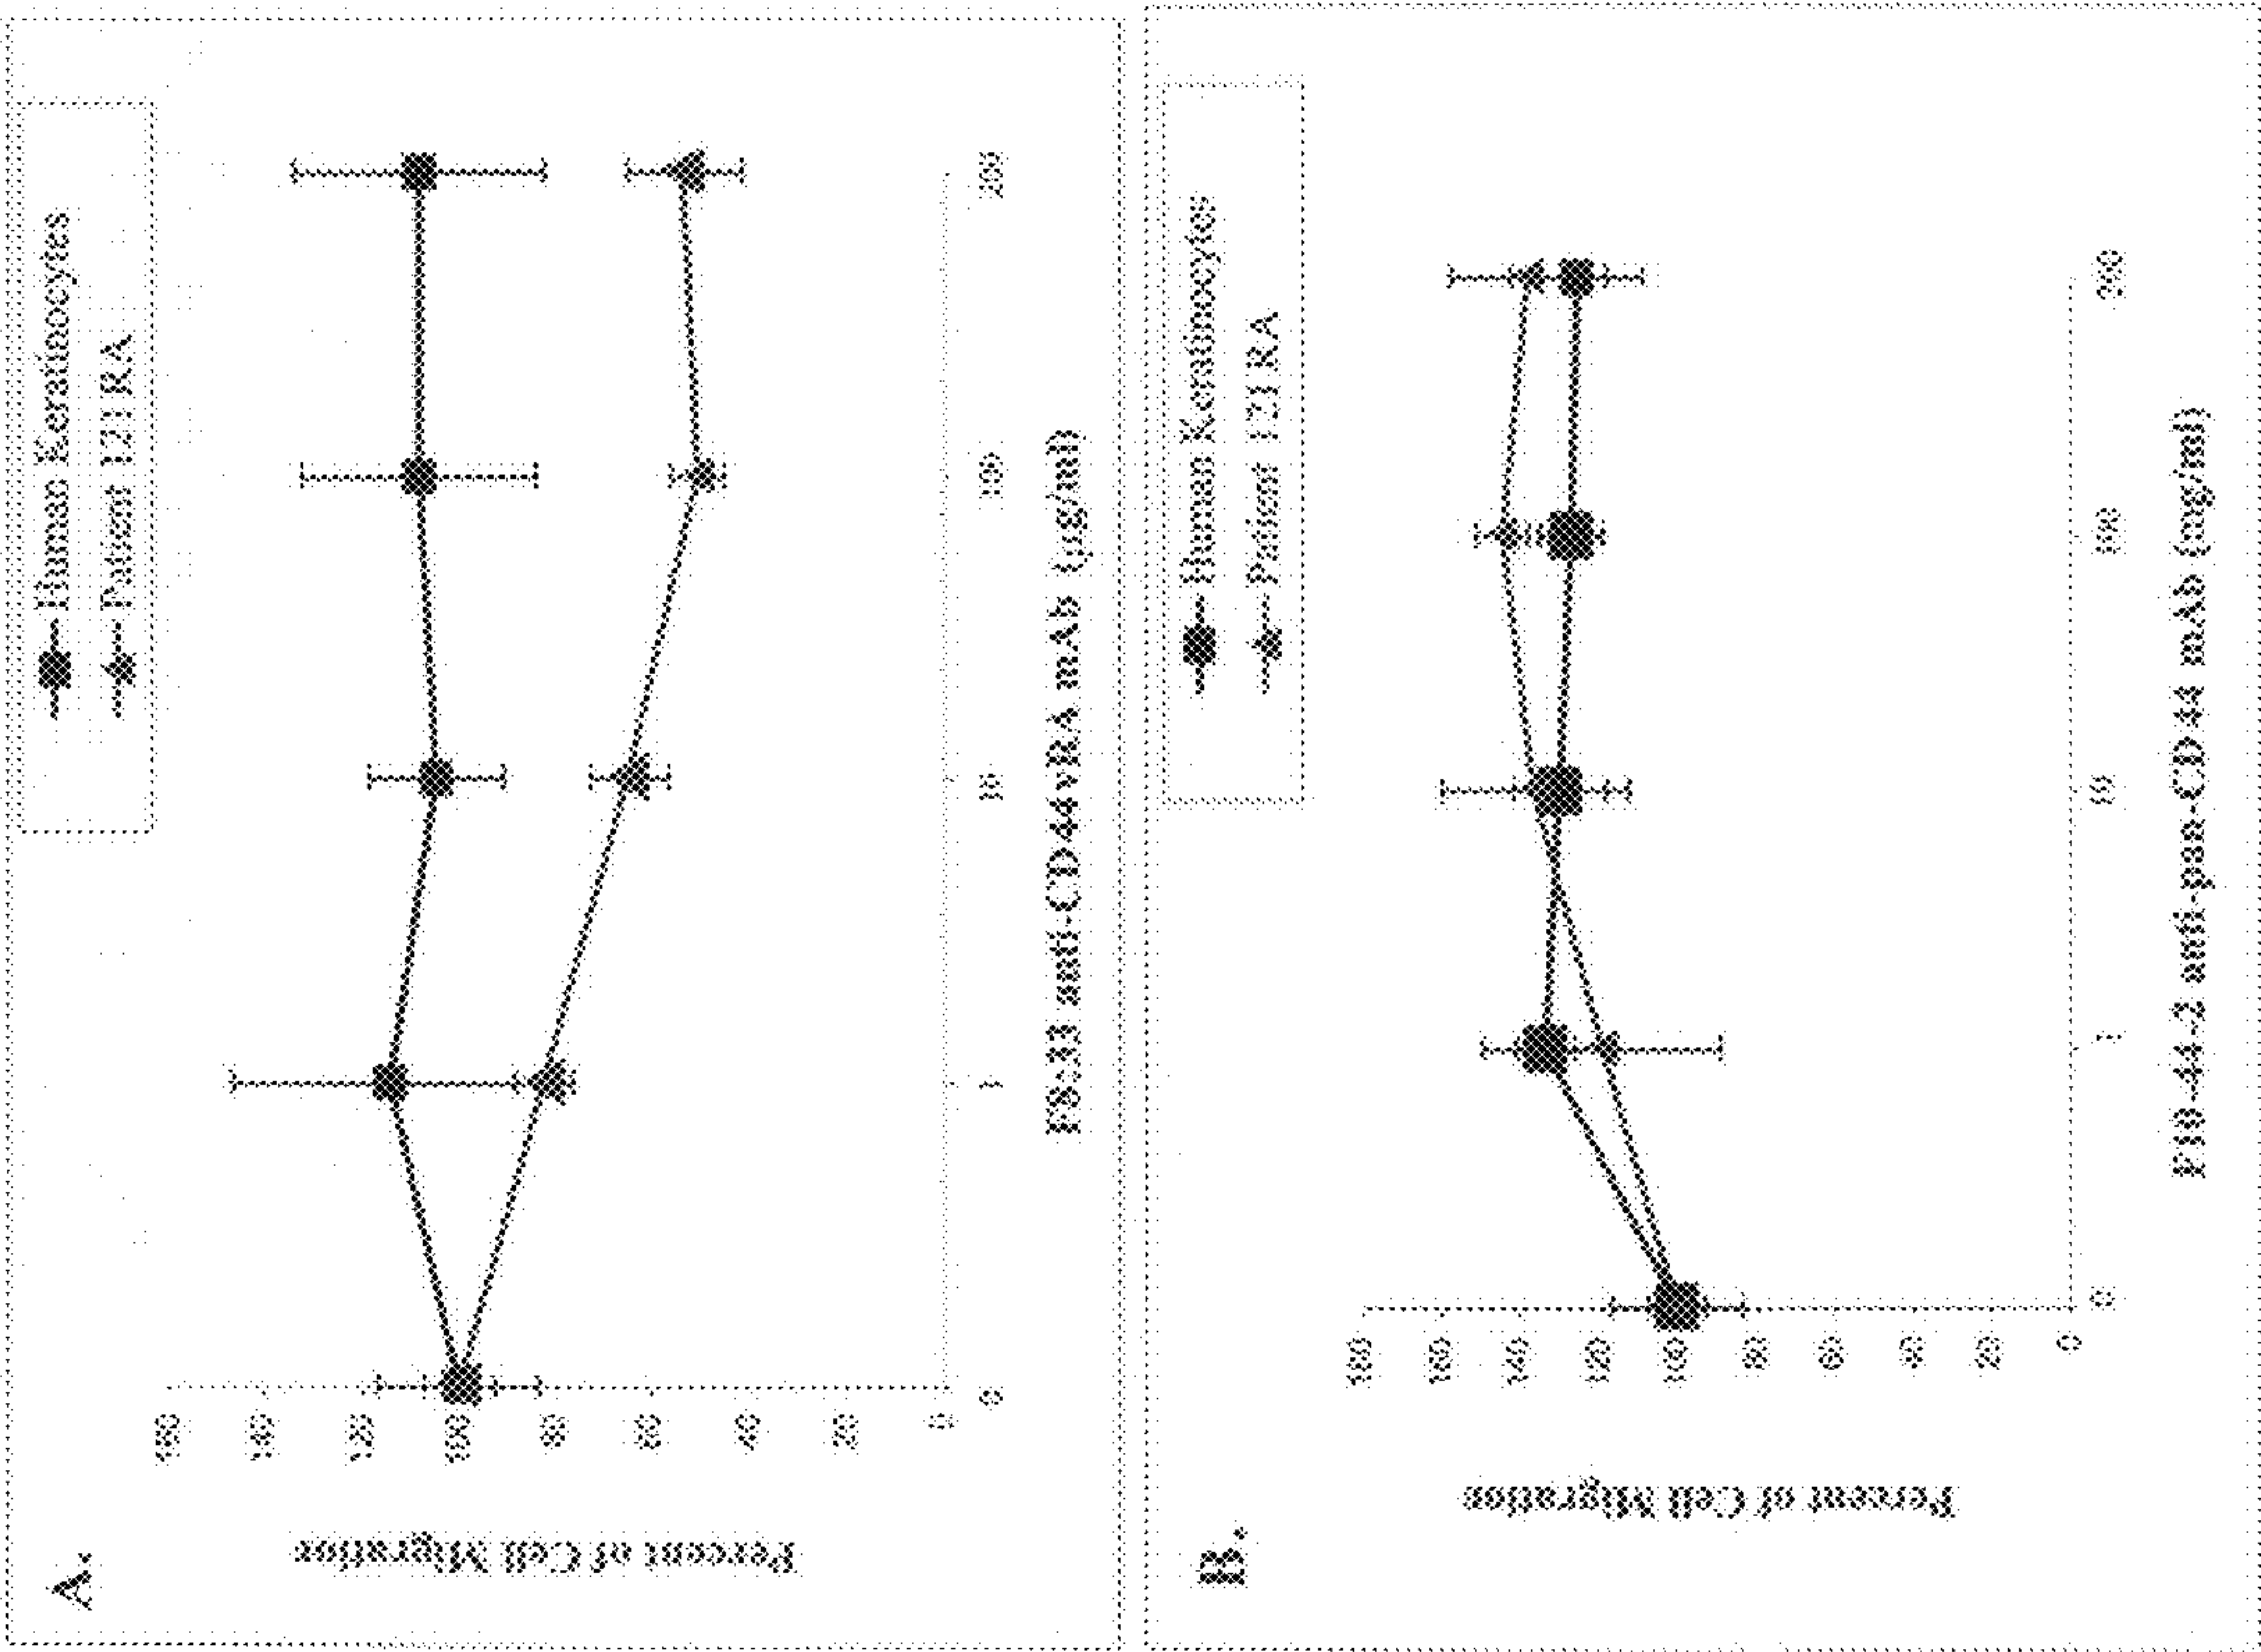 A.
Human Keratinocytes
Patient EZI RA
Percent of Cell Migration
160
140
120
100
80
60
40
20
0
0
1
10
100
200
F8:33 anti-CD44vRA mAb (µg/ml)
B.
Human Keratinocytes
Patient EZI RA
Percent of Cell Migration
180
160
140
120
100
80
60
40
20
0
0
1
10
100
200
F10-44-2 anti-pan-CD44 mAb (mg/ml)